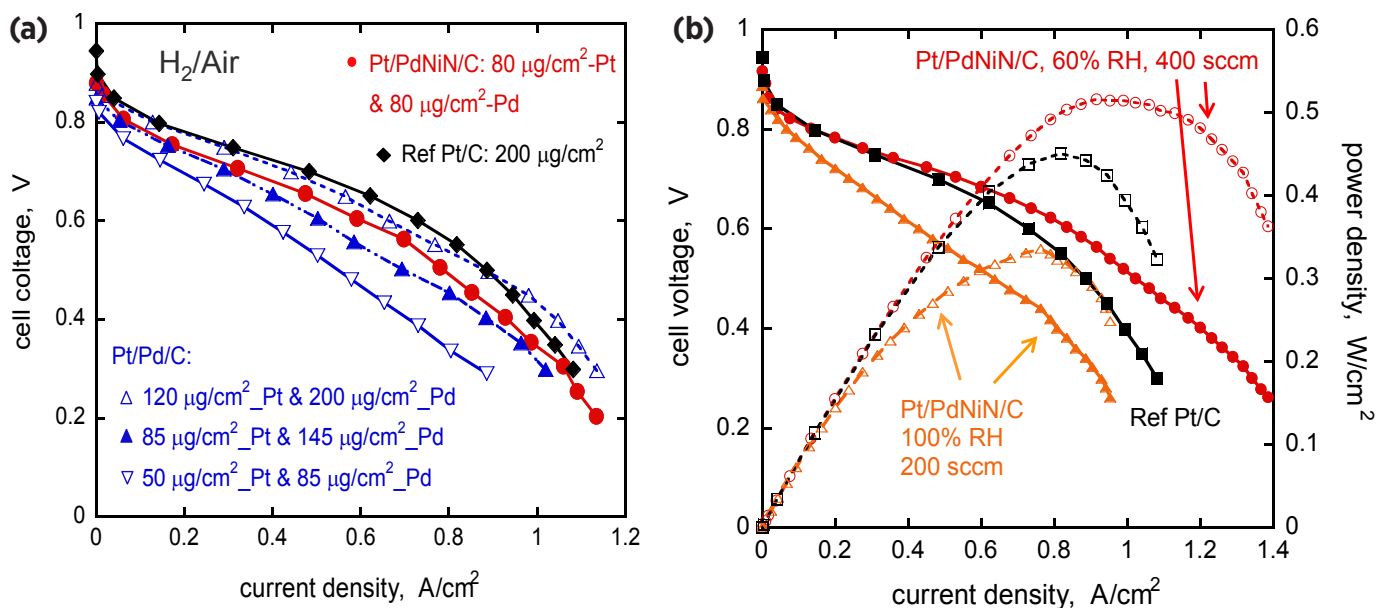 (a)
H₂/Air
Pt/PdNiN/C: 80 µg/cm²-Pt
& 80 µg/cm²-Pd
Ref Pt/C: 200 µg/cm²
Pt/Pd/C:
120 µg/cm²_Pt & 200 µg/cm²_Pd
85 µg/cm²_Pt & 145 µg/cm²_Pd
50 µg/cm²_Pt & 85 µg/cm²_Pd
cell coltage, V
1
0.8
0.6
0.4
0.2
0
0
0.2
0.4
0.6
0.8
1
1.2
current density, A/cm²
(b)
Pt/PdNiN/C, 60% RH, 400 sccm
Pt/PdNiN/C
100% RH
200 sccm
Ref Pt/C
cell voltage, V
1
0.8
0.6
0.4
0.2
0
0
0.2
0.4
0.6
0.8
1
1.2
1.4
current density, A/cm²
0.6
0.5
0.4
0.3
0.2
0.1
0
power density, W/cm²